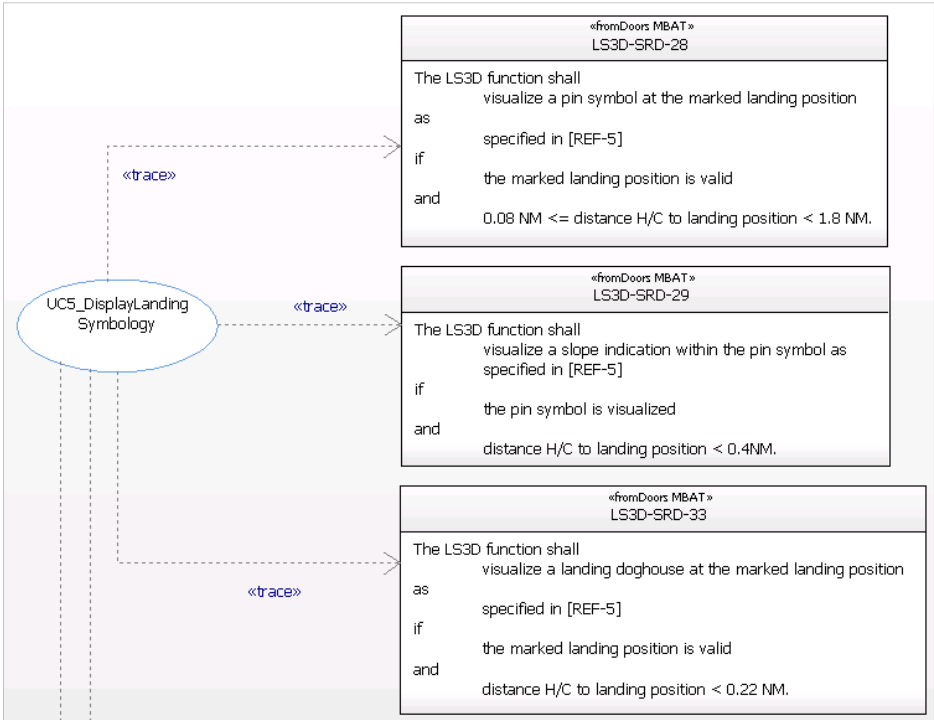 «fromDoors MBAT»
LS3D-SRD-28
The LS3D function shall
visualize a pin symbol at the marked landing position
as
specified in [REF-5]
if
the marked landing position is valid
and
0.08 NM <= distance H/C to landing position < 1.8 NM.
«trace»
UC5_DisplayLanding
Symbology
«trace»
«fromDoors MBAT»
LS3D-SRD-29
The LS3D function shall
visualize a slope indication within the pin symbol as
specified in [REF-5]
if
the pin symbol is visualized
and
distance H/C to landing position < 0.4NM.
«trace»
«fromDoors MBAT»
LS3D-SRD-33
The LS3D function shall
visualize a landing doghouse at the marked landing position
as
specified in [REF-5]
if
the marked landing position is valid
and
distance H/C to landing position < 0.22 NM.